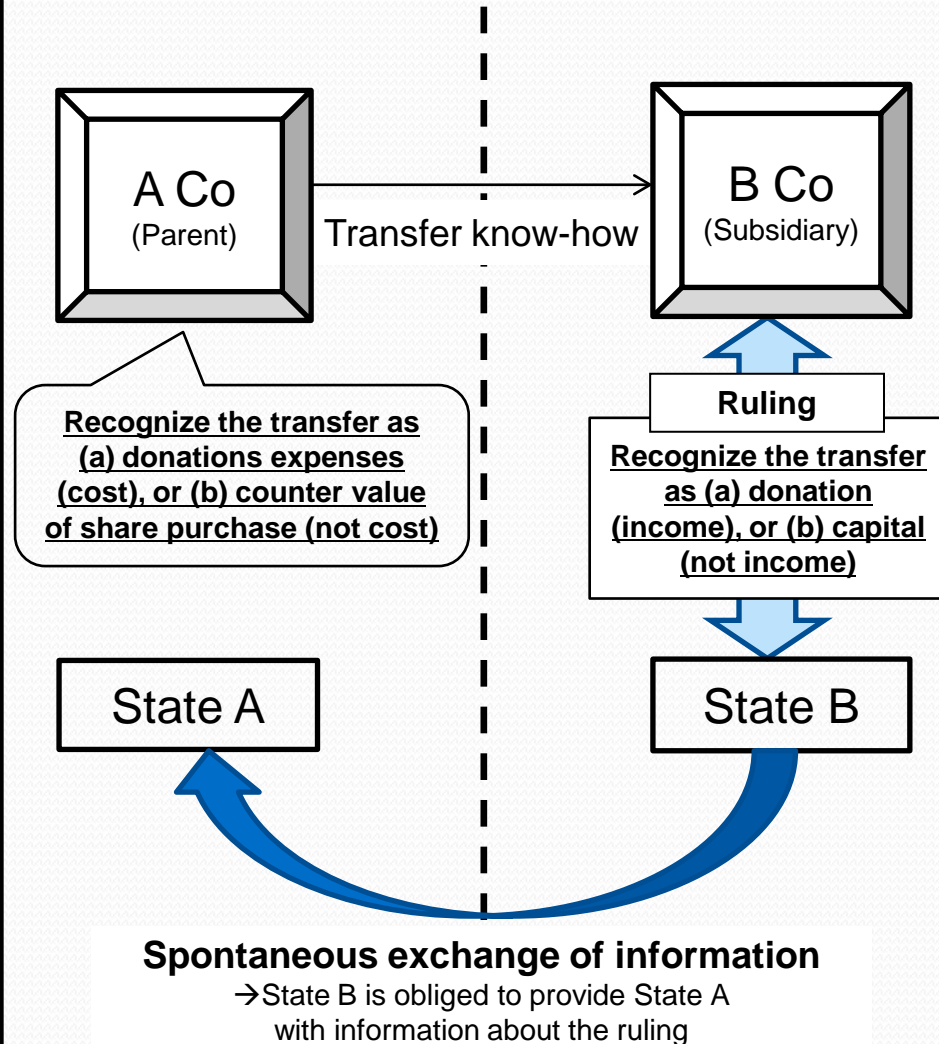 A Co
(Parent)
Transfer know-how
B Co
(Subsidiary)
Recognize the transfer as
(a) donations expenses
(cost), or (b) counter value
of share purchase (not cost)
Ruling
Recognize the transfer
as (a) donation
(income), or (b) capital
(not income)
State A
State B
Spontaneous exchange of information
→State B is obliged to provide State A
with information about the ruling